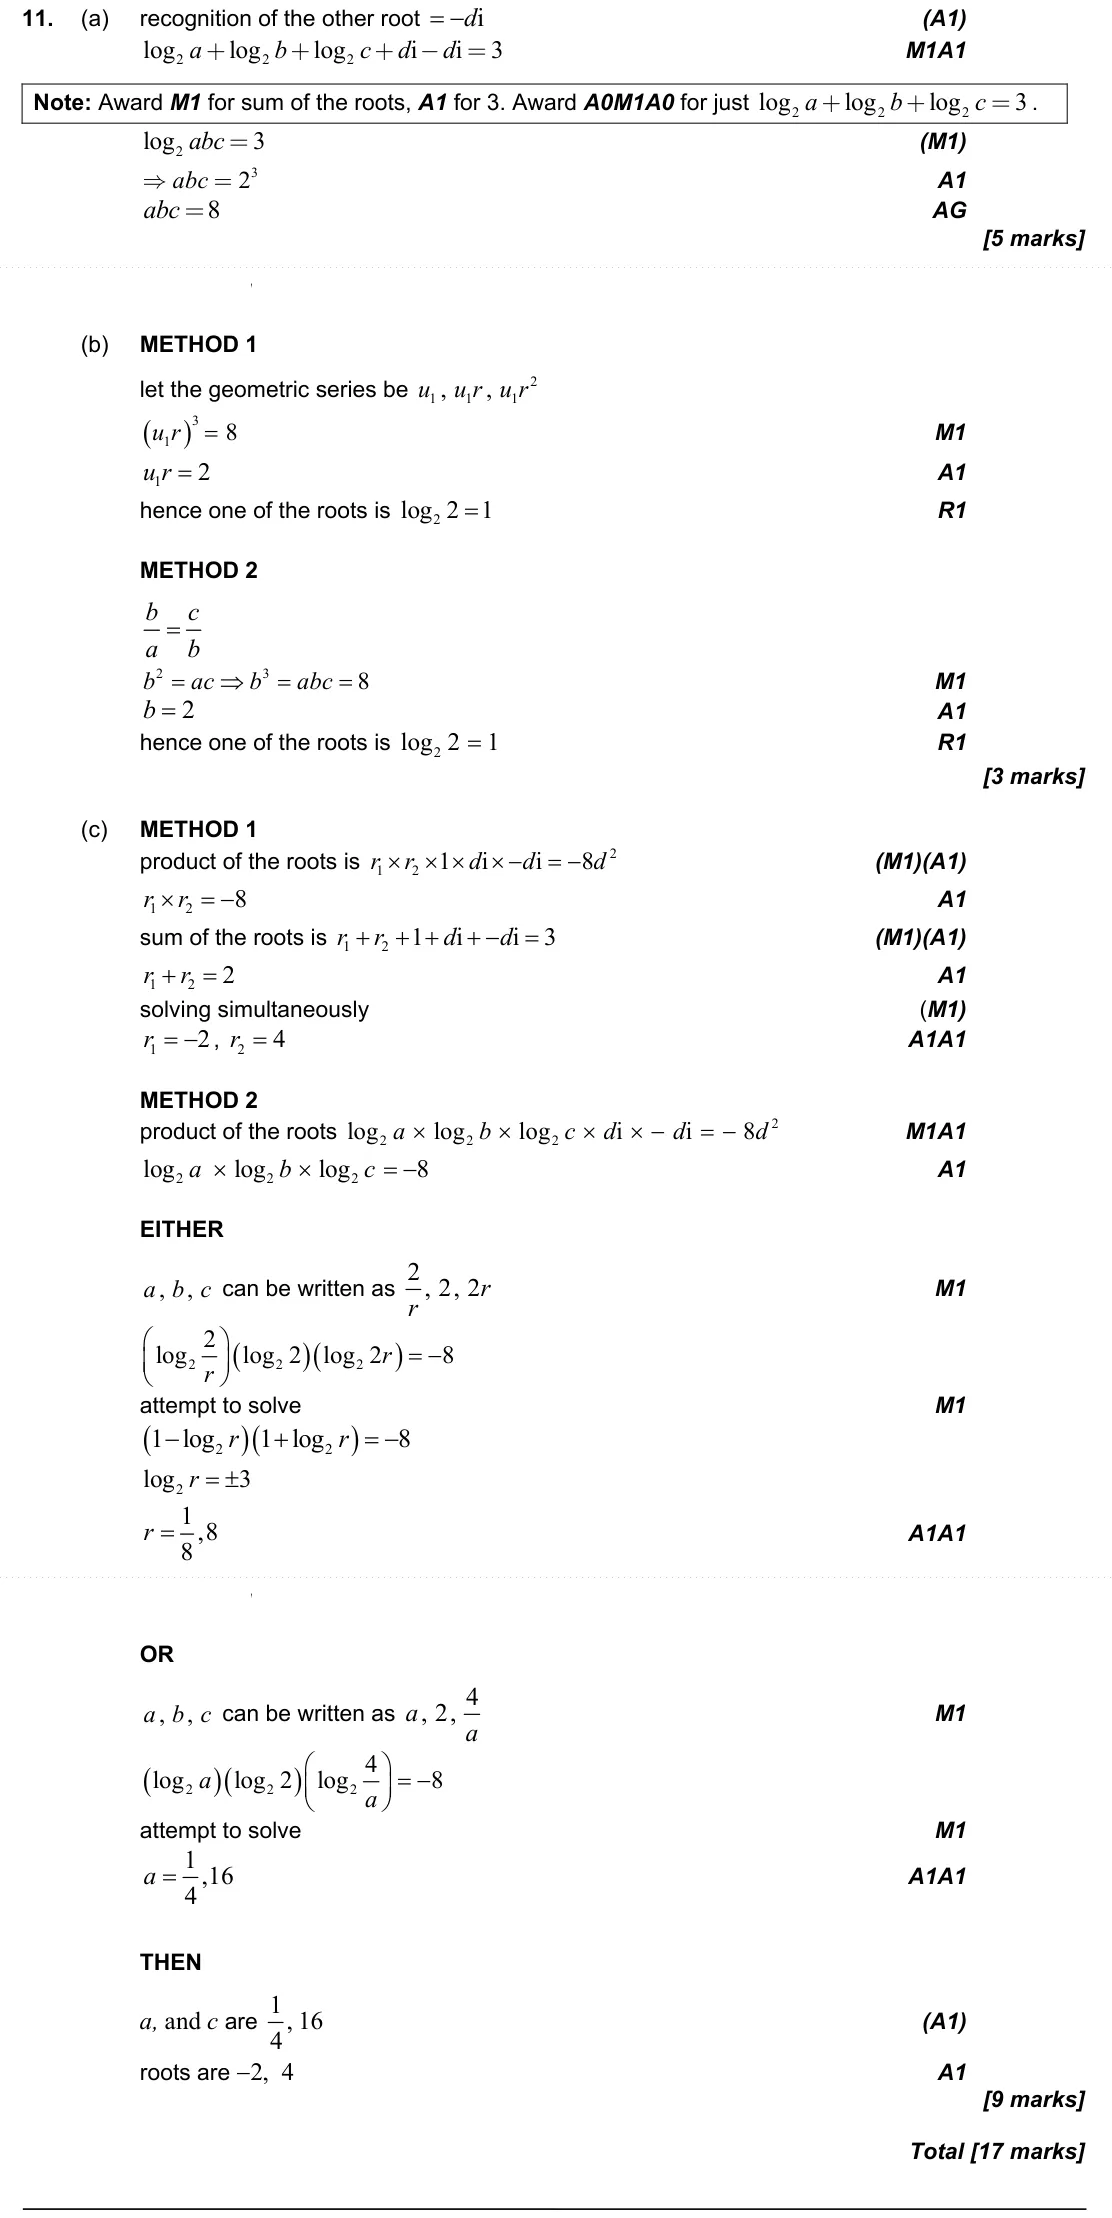 11. (a) recognition of the other root = −di (A1)
log₂ a + log₂ b + log₂ c + di − di = 3 M1A1
Note: Award M1 for sum of the roots, A1 for 3. Award A0M1A0 for just log₂ a + log₂ b + log₂ c = 3 .
log₂ abc = 3 (M1)
⇒ abc = 2³ A1
abc = 8 AG
[5 marks]
(b) METHOD 1
let the geometric series be u₁ , u₁r , u₁r²
(u₁r)³ = 8 M1
u₁r = 2 A1
hence one of the roots is log₂ 2 = 1 R1
METHOD 2
b/a = c/b
b² = ac ⇒ b³ = abc = 8 M1
b = 2 A1
hence one of the roots is log₂ 2 = 1 R1
[3 marks]
(c) METHOD 1
product of the roots is r₁ × r₂ × 1 × di × −di = −8d² (M1)(A1)
r₁ × r₂ = −8 A1
sum of the roots is r₁ + r₂ + 1 + di + −di = 3 (M1)(A1)
r₁ + r₂ = 2 A1
solving simultaneously (M1)
r₁ = −2 , r₂ = 4 A1A1
METHOD 2
product of the roots log₂ a × log₂ b × log₂ c × di × − di = − 8d² M1A1
log₂ a × log₂ b × log₂ c = −8 A1
EITHER
a , b , c can be written as 2/r , 2 , 2r M1
(log₂ 2/r)(log₂ 2)(log₂ 2r) = −8
attempt to solve M1
(1 − log₂ r)(1 + log₂ r) = −8
log₂ r = ±3
r = 1/8 ,8 A1A1
OR
a , b , c can be written as a , 2 , 4/a M1
(log₂ a)(log₂ 2)(log₂ 4/a) = −8
attempt to solve M1
a = 1/4 ,16 A1A1
THEN
a, and c are 1/4 , 16 (A1)
roots are −2, 4 A1
[9 marks]
Total [17 marks]